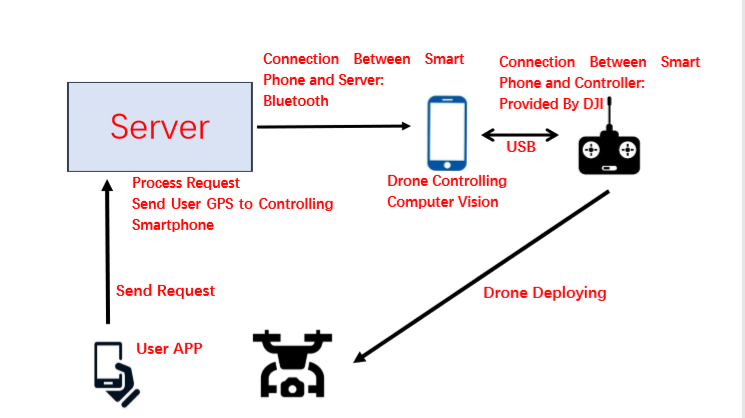 Connection Between Smart
Phone and Server:
Bluetooth
Connection Between Smart
Phone and Controller:
Provided By DJI
Server
USB
Process Request
Send User GPS to Controlling
Smartphone
Drone Controlling
Computer Vision
Send Request
Drone Deploying
User APP